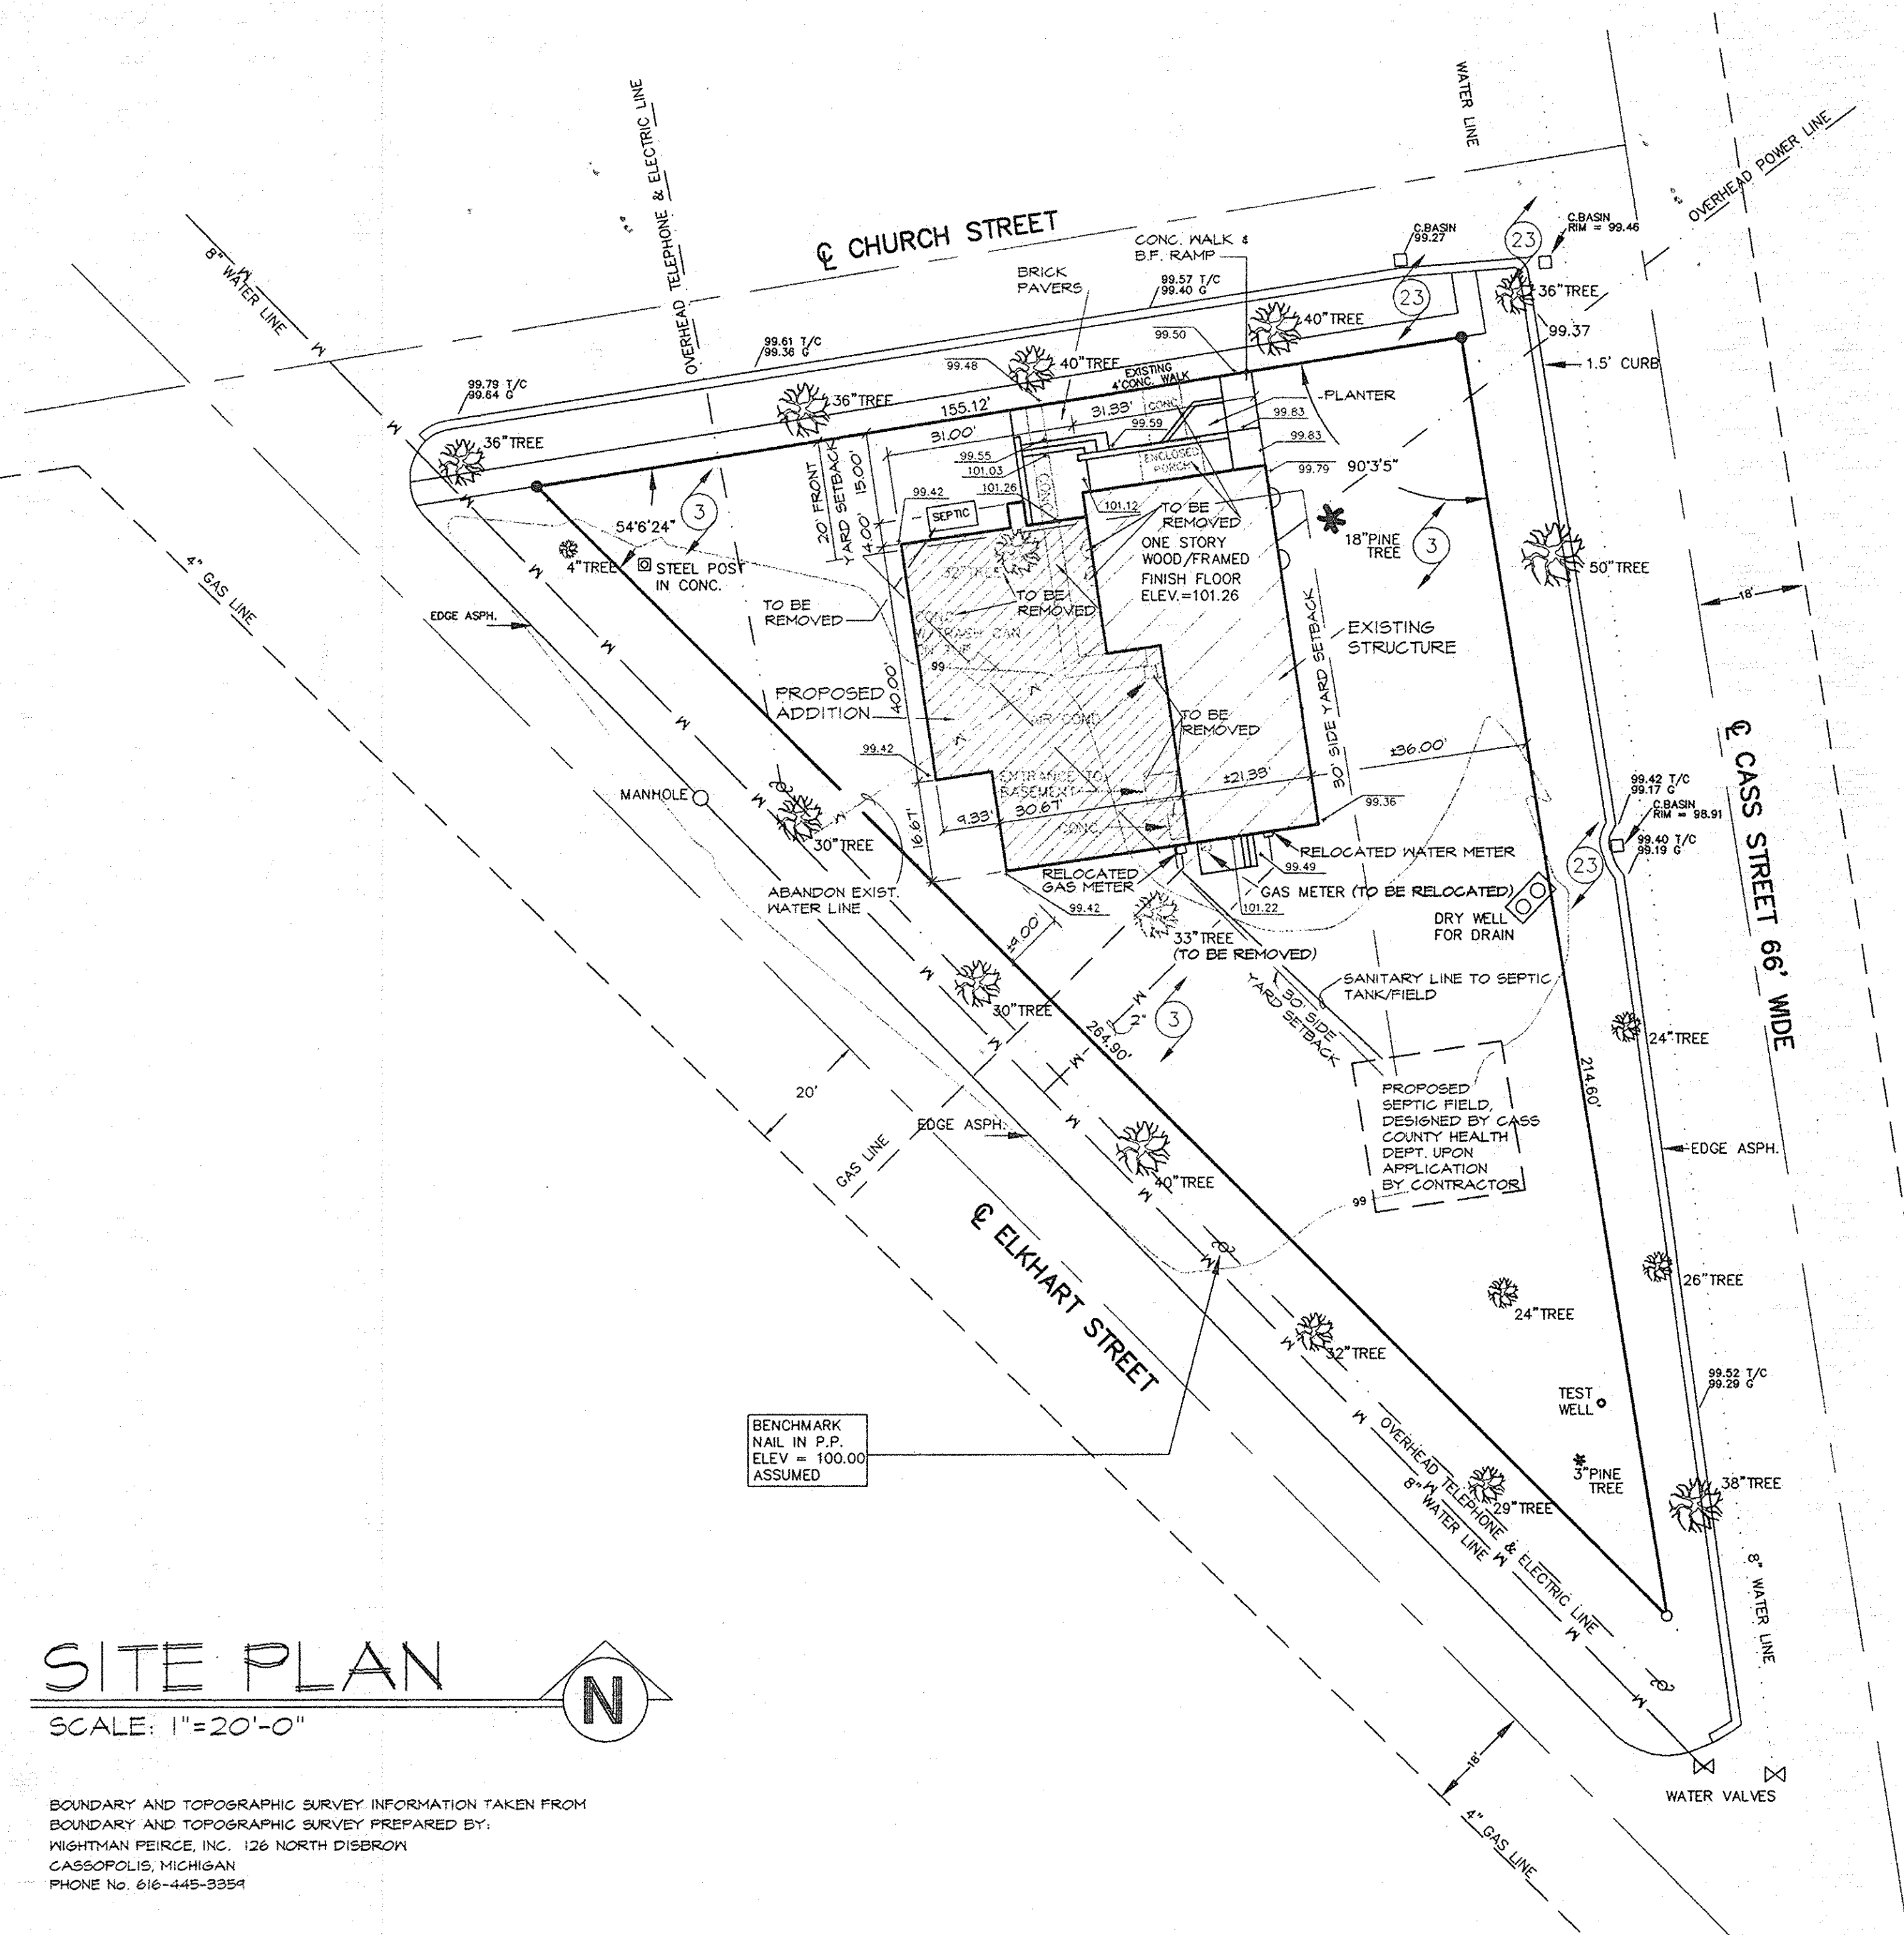 WATER LINE
OVERHEAD POWER LINE
OVERHEAD TELEPHONE & ELECTRIC LINE
8" WATER LINE
℄ CHURCH STREET
CONC. WALK &
B.F. RAMP
BRICK
PAVERS
C.BASIN
99.27
23
C.BASIN
RIM = 99.46
23
36"TREE
99.57 T/C
99.40 G
40"TREE
99.50
99.37
1.5' CURB
99.61 T/C
99.36 G
99.48
40"TREE
EXISTING
4'CONC. WALK
99.79 T/C
99.64 G
36"TREE
155.12'
31.33'
CONC.
PLANTER
99.83
36"TREE
31.00'
99.59
99.83
20' FRONT
YARD SETBACK
15.00'
14.00'
99.55
101.03
101.26
CONC.
ENCLOSED
PORCH
99.79
90°3'5"
99.42
SEPTIC
101.12
TO BE
REMOVED
54°6'24"
3
4"TREE
STEEL POST
IN CONC.
ONE STORY
WOOD/FRAMED
FINISH FLOOR
ELEV.=101.26
18"PINE
TREE
3
50"TREE
18'
4" GAS LINE
EDGE ASPH.
TO BE
REMOVED
32"TREE
TO BE
REMOVED
CONC.
W/TRASH CAN
99
EXISTING
STRUCTURE
30' SIDE YARD SETBACK
PROPOSED
ADDITION
40.00'
AIR COND
TO BE
REMOVED
99.42
±36.00'
±21.33'
℄ CASS STREET 66' WIDE
MANHOLE
ENTRANCE TO
BASEMENT
30.67'
9.33'
CONC.
16.67'
99.36
99.42 T/C
99.17 G
C.BASIN
RIM = 98.91
99.40 T/C
99.19 G
23
30"TREE
ABANDON EXIST.
WATER LINE
RELOCATED
GAS METER
99.42
RELOCATED WATER METER
99.49
GAS METER (TO BE RELOCATED)
101.22
DRY WELL
FOR DRAIN
±9.00'
33"TREE
(TO BE REMOVED)
SANITARY LINE TO SEPTIC
TANK/FIELD
30' SIDE
YARD SETBACK
30"TREE
2"
3
264.90'
24"TREE
214.60'
20'
PROPOSED
SEPTIC FIELD,
DESIGNED BY CASS
COUNTY HEALTH
DEPT. UPON
APPLICATION
BY CONTRACTOR
99
EDGE ASPH.
GAS LINE
EDGE ASPH.
40"TREE
℄ ELKHART STREET
26"TREE
24"TREE
32"TREE
99.52 T/C
99.29 G
TEST
WELL
BENCHMARK
NAIL IN P.P.
ELEV = 100.00
ASSUMED
OVERHEAD TELEPHONE & ELECTRIC LINE
8" WATER LINE
29"TREE
3"PINE
TREE
38"TREE
8" WATER LINE
18'
WATER VALVES
4" GAS LINE
SITE PLAN
N
SCALE: 1"=20'-0"
BOUNDARY AND TOPOGRAPHIC SURVEY INFORMATION TAKEN FROM
BOUNDARY AND TOPOGRAPHIC SURVEY PREPARED BY:
WIGHTMAN PEIRCE, INC. 126 NORTH DISBROW
CASSOPOLIS, MICHIGAN
PHONE No. 616-445-3359